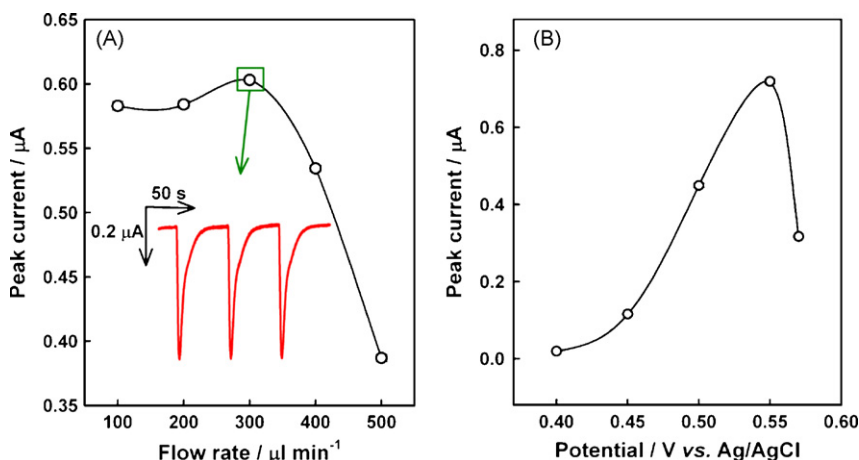 (A)
0.65
0.60
0.55
0.50
0.45
0.40
0.35
Peak current / μA
50 s
0.2 μA
100 200 300 400 500
Flow rate / μl min⁻¹
(B)
0.8
0.6
0.4
0.2
0.0
Peak current / μA
0.40 0.45 0.50 0.55 0.60
Potential / V vs. Ag/AgCl